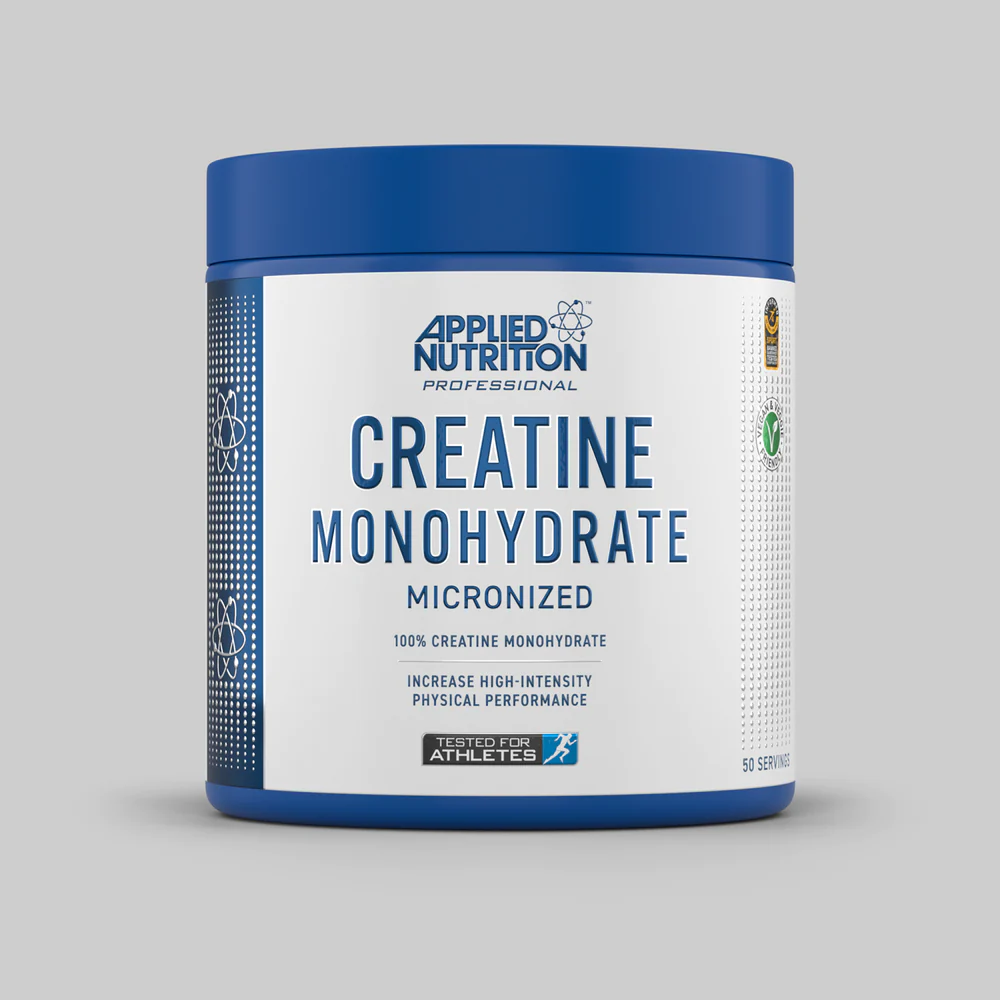 APPLIED
NUTRITION
™
PROFESSIONAL
CREATINE
MONOHYDRATE
MICRONIZED
100% CREATINE MONOHYDRATE
INCREASE HIGH-INTENSITY
PHYSICAL PERFORMANCE
TESTED FOR
ATHLETES
50 SERVINGS